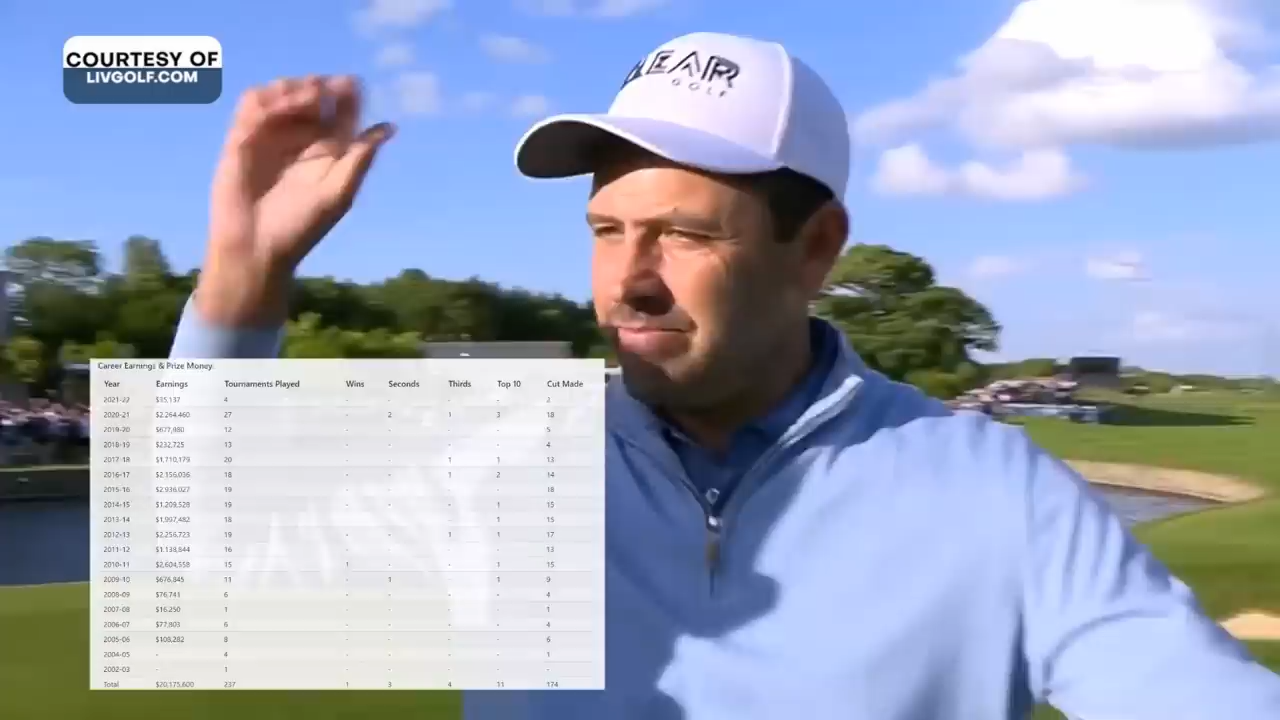 COURTESY OF
LIVGOLF.COM
EAR
GOLF
Career Earnings & Prize Money
Year Earnings Tournaments Played Wins Seconds Thirds Top 10 Cut Made
2021-22 4 - - - - 2
2020-21 $2,264,460 27 - 2 1 3 18
2019-20 12 - - - - 5
2018-19 $232,725 13 - - - - 4
2017-18 $1,710,179 20 - - 1 1 13
2016-17 $2,156,036 18 - - 1 2 14
2015-16 $2,936,027 19 - - - - 18
2014-15 $1,209,528 19 - - - 1 15
2013-14 $1,997,482 18 - - - 1 15
2012-13 $2,256,723 19 - - 1 1 17
2011-12 $1,138,844 16 - - - - 13
2010-11 $2,604,558 15 1 - - 1 15
2009-10 $676,845 11 - 1 - 1 9
2008-09 $76,741 6 - - - - 4
2007-08 $16,250 1 - - - - 1
2006-07 $77,803 6 - - - - 4
2005-06 $108,282 8 - - - - 6
2004-05 - 4 - - - - 1
2002-03 - 1 - - - - -
Total $20,175,600 237 1 3 4 11 174